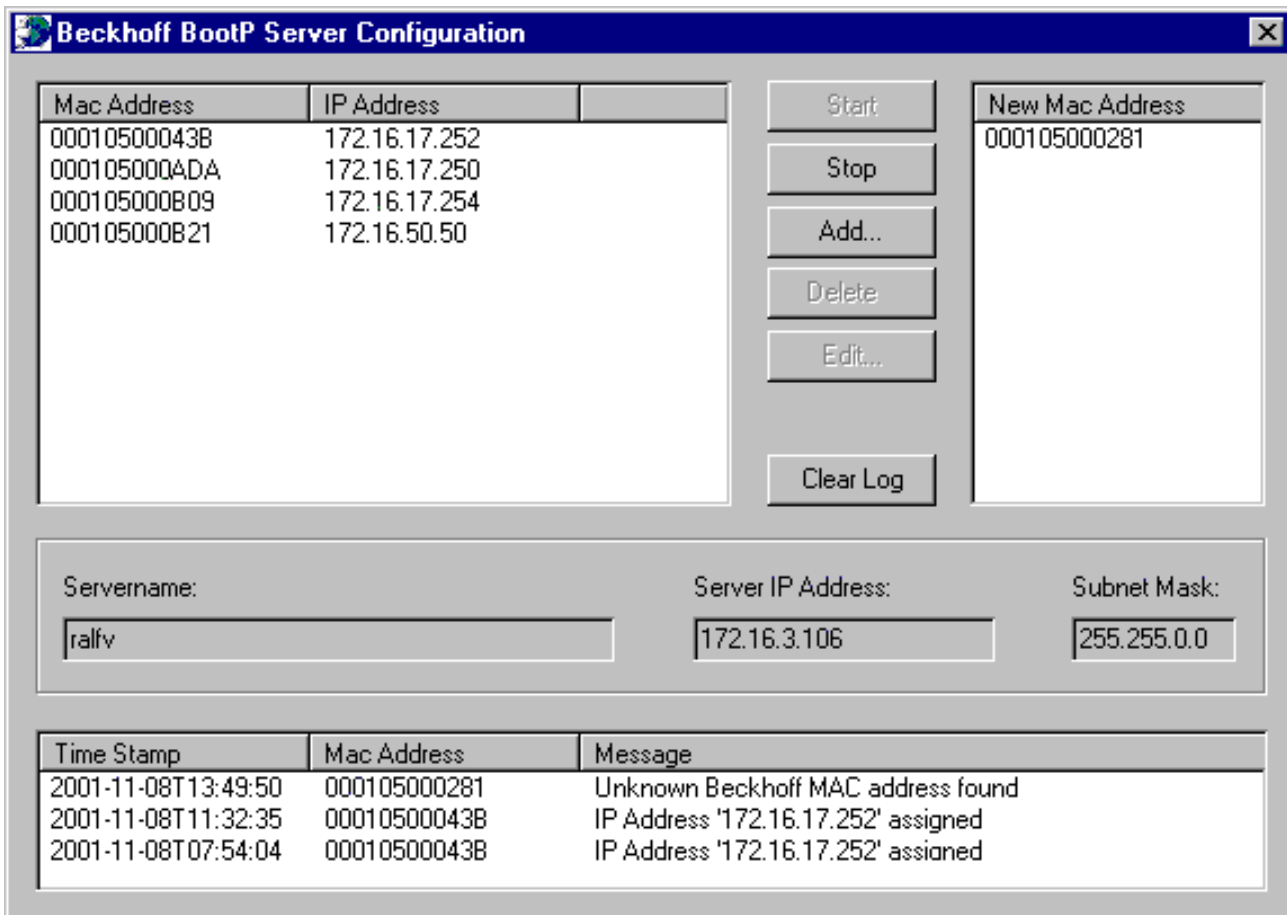 Beckhoff BootP Server Configuration
Mac Address IP Address
00010500043B 172.16.17.252
000105000ADA 172.16.17.250
000105000B09 172.16.17.254
000105000B21 172.16.50.50
Start
Stop
Add...
Delete
Edit...
Clear Log
New Mac Address
000105000281
Servername: Server IP Address: Subnet Mask:
ralfv 172.16.3.106 255.255.0.0
Time Stamp Mac Address Message
2001-11-08T13:49:50 000105000281 Unknown Beckhoff MAC address found
2001-11-08T11:32:35 00010500043B IP Address '172.16.17.252' assigned
2001-11-08T07:54:04 00010500043B IP Address '172.16.17.252' assigned